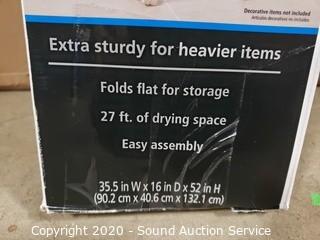 Decorative items not included
Artículos decorativos no incluidos
Extra sturdy for heavier items
Folds flat for storage
27 ft. of drying space
Easy assembly
35.5 in W x 16 in D x 52 in H
(90.2 cm x 40.6 cm x 132.1 cm)
Copyright 2020 - Sound Auction Service